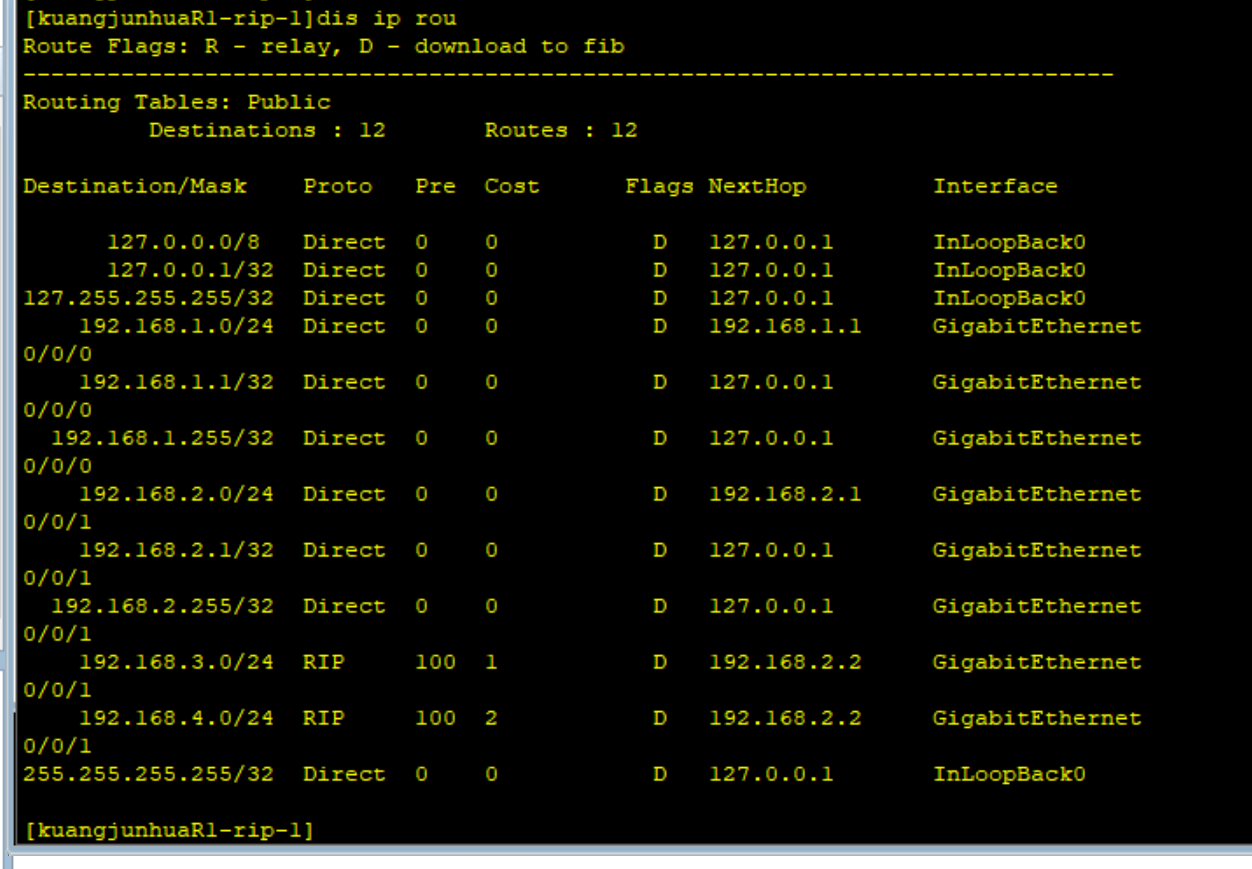 [kuangjunhuaR1-rip-1]dis ip rou
Route Flags: R - relay, D - download to fib
------------------------------------------------------------------------------
Routing Tables: Public
         Destinations : 12       Routes : 12

Destination/Mask    Proto   Pre  Cost      Flags NextHop         Interface

      127.0.0.0/8   Direct  0    0           D   127.0.0.1       InLoopBack0
      127.0.0.1/32  Direct  0    0           D   127.0.0.1       InLoopBack0
127.255.255.255/32  Direct  0    0           D   127.0.0.1       InLoopBack0
    192.168.1.0/24  Direct  0    0           D   192.168.1.1     GigabitEthernet
0/0/0
    192.168.1.1/32  Direct  0    0           D   127.0.0.1       GigabitEthernet
0/0/0
  192.168.1.255/32  Direct  0    0           D   127.0.0.1       GigabitEthernet
0/0/0
    192.168.2.0/24  Direct  0    0           D   192.168.2.1     GigabitEthernet
0/0/1
    192.168.2.1/32  Direct  0    0           D   127.0.0.1       GigabitEthernet
0/0/1
  192.168.2.255/32  Direct  0    0           D   127.0.0.1       GigabitEthernet
0/0/1
    192.168.3.0/24  RIP     100  1           D   192.168.2.2     GigabitEthernet
0/0/1
    192.168.4.0/24  RIP     100  2           D   192.168.2.2     GigabitEthernet
0/0/1
255.255.255.255/32  Direct  0    0           D   127.0.0.1       InLoopBack0

[kuangjunhuaR1-rip-1]